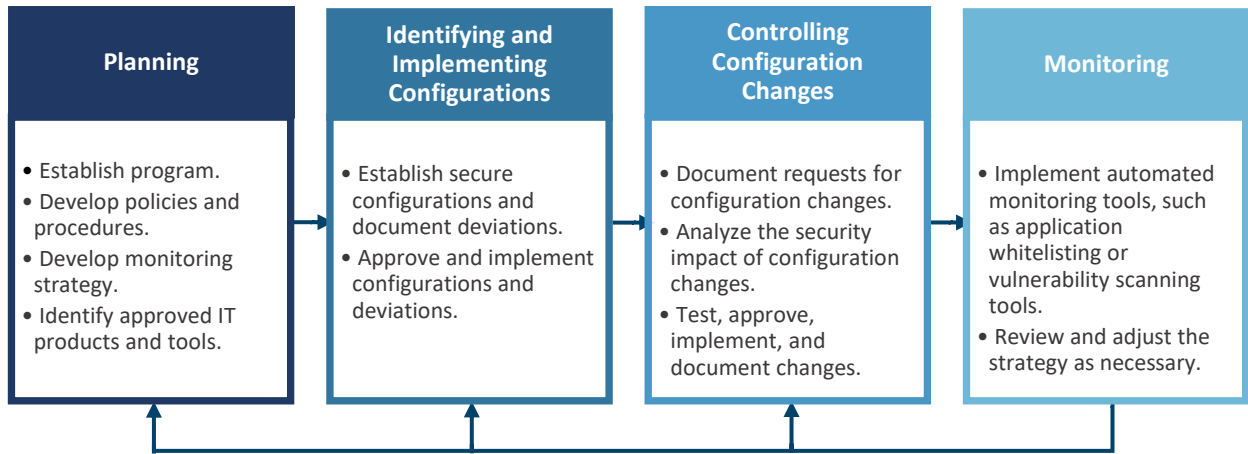 Planning
• Establish program.
• Develop policies and
procedures.
• Develop monitoring
strategy.
• Identify approved IT
products and tools.
Identifying and
Implementing
Configurations
• Establish secure
configurations and
document deviations.
• Approve and implement
configurations and
deviations.
Controlling
Configuration
Changes
• Document requests for
configuration changes.
• Analyze the security
impact of configuration
changes.
• Test, approve,
implement, and
document changes.
Monitoring
• Implement automated
monitoring tools, such
as application
whitelisting or
vulnerability scanning
tools.
• Review and adjust the
strategy as necessary.